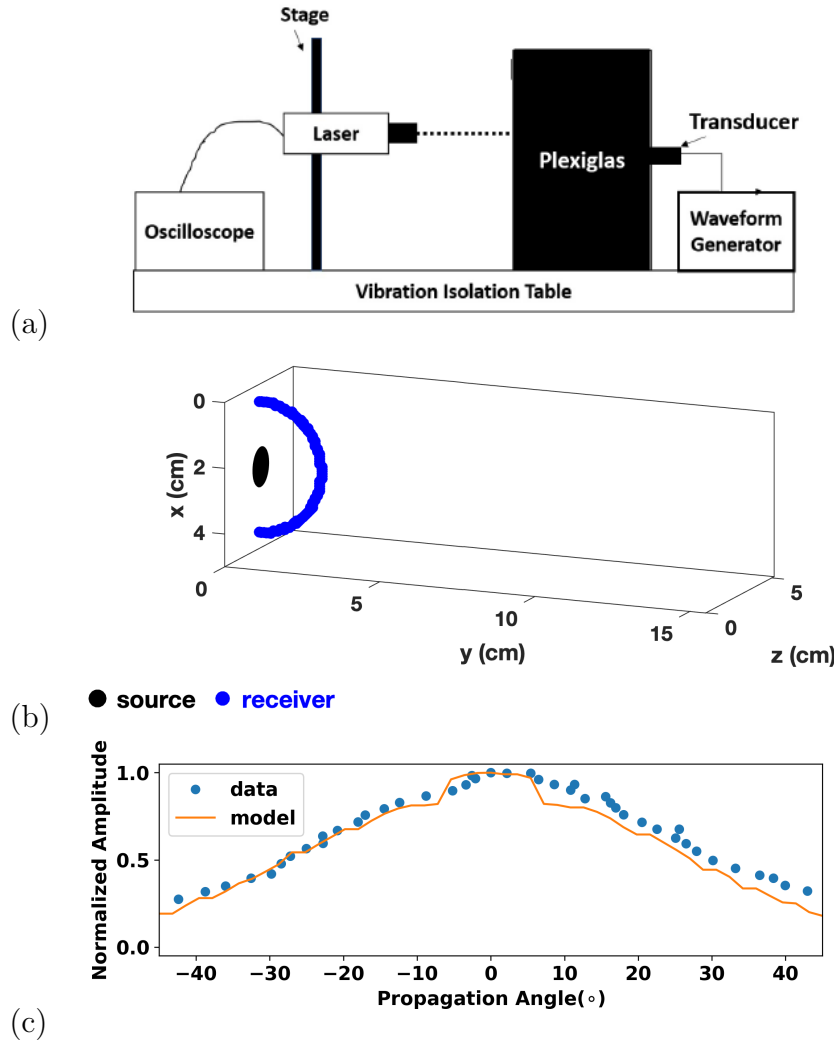 Stage
Laser
Transducer
Plexiglas
Oscilloscope
Waveform
Generator
Vibration Isolation Table
(a)
0
2
4
x (cm)
0
5
10
15
y (cm)
0
5
z (cm)
(b)
source
receiver
Normalized Amplitude
1.0
0.5
0.0
data
model
−40
−30
−20
−10
0
10
20
30
40
Propagation Angle(∘)
(c)